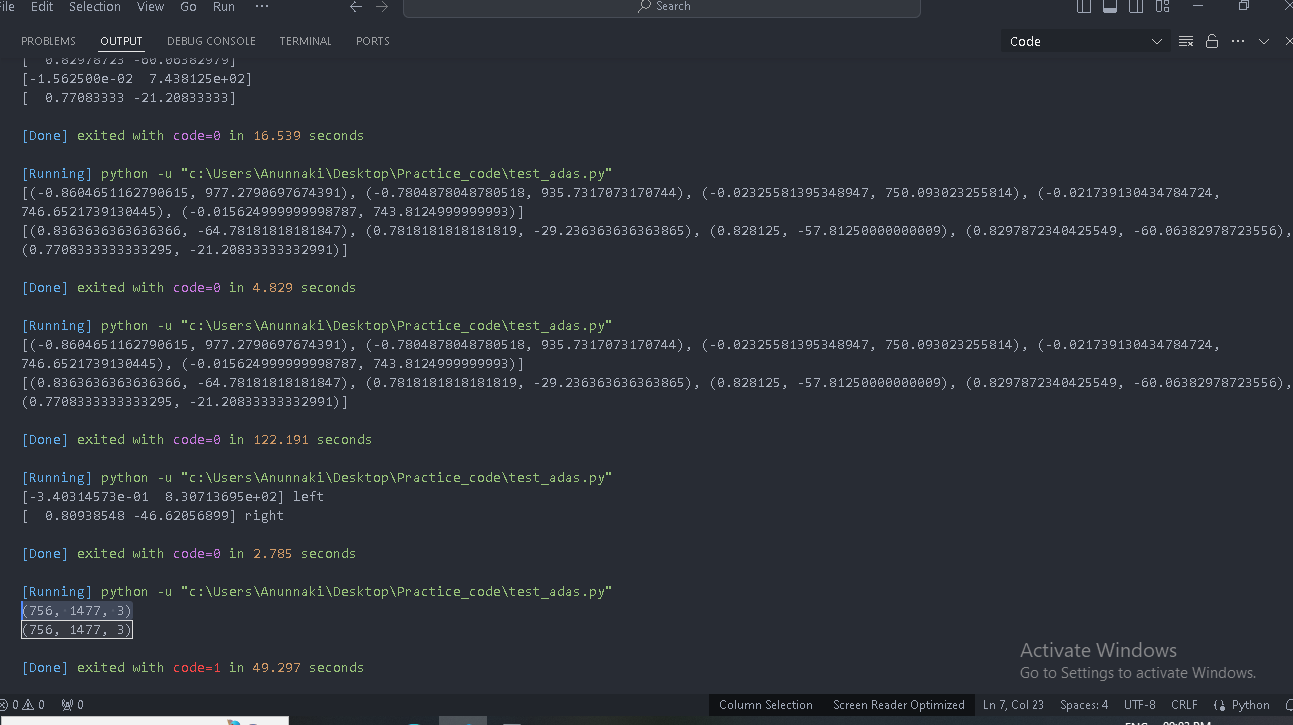 File Edit Selection View Go Run ···
Search
PROBLEMS OUTPUT DEBUG CONSOLE TERMINAL PORTS
Code
[ 0.82978723 -60.06382979]
[-1.562500e-02  7.438125e+02]
[  0.77083333 -21.20833333]
[Done] exited with code=0 in 16.539 seconds
[Running] python -u "c:\Users\Anunnaki\Desktop\Practice_code\test_adas.py"
[(-0.8604651162790615, 977.2790697674391), (-0.7804878048780518, 935.7317073170744), (-0.02325581395348947, 750.093023255814), (-0.021739130434784724,
746.6521739130445), (-0.015624999999998787, 743.8124999999993)]
[(0.8363636363636366, -64.78181818181847), (0.7818181818181819, -29.236363636363865), (0.828125, -57.81250000000009), (0.8297872340425549, -60.06382978723556),
(0.7708333333333295, -21.20833333332991)]
[Done] exited with code=0 in 4.829 seconds
[Running] python -u "c:\Users\Anunnaki\Desktop\Practice_code\test_adas.py"
[(-0.8604651162790615, 977.2790697674391), (-0.7804878048780518, 935.7317073170744), (-0.02325581395348947, 750.093023255814), (-0.021739130434784724,
746.6521739130445), (-0.015624999999998787, 743.8124999999993)]
[(0.8363636363636366, -64.78181818181847), (0.7818181818181819, -29.236363636363865), (0.828125, -57.81250000000009), (0.8297872340425549, -60.06382978723556),
(0.7708333333333295, -21.20833333332991)]
[Done] exited with code=0 in 122.191 seconds
[Running] python -u "c:\Users\Anunnaki\Desktop\Practice_code\test_adas.py"
[-3.40314573e-01  8.30713695e+02] left
[  0.80938548 -46.62056899] right
[Done] exited with code=0 in 2.785 seconds
[Running] python -u "c:\Users\Anunnaki\Desktop\Practice_code\test_adas.py"
(756, 1477, 3)
(756, 1477, 3)
[Done] exited with code=1 in 49.297 seconds
Activate Windows
Go to Settings to activate Windows.
0 0 0 Column Selection Screen Reader Optimized Ln 7, Col 23 Spaces: 4 UTF-8 CRLF Python